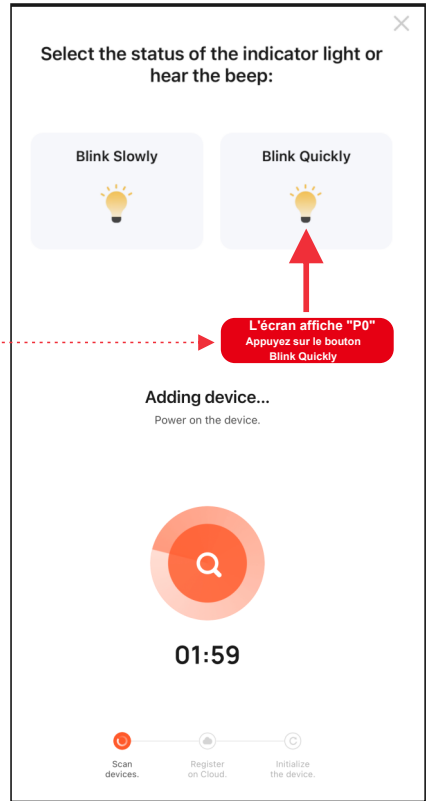 Select the status of the indicator light or
hear the beep:
Blink Slowly
Blink Quickly
L'écran affiche "P0"
Appuyez sur le bouton
Blink Quickly
Adding device...
Power on the device.
01:59
Scan
devices.
Register
on Cloud.
Initialize
the device.